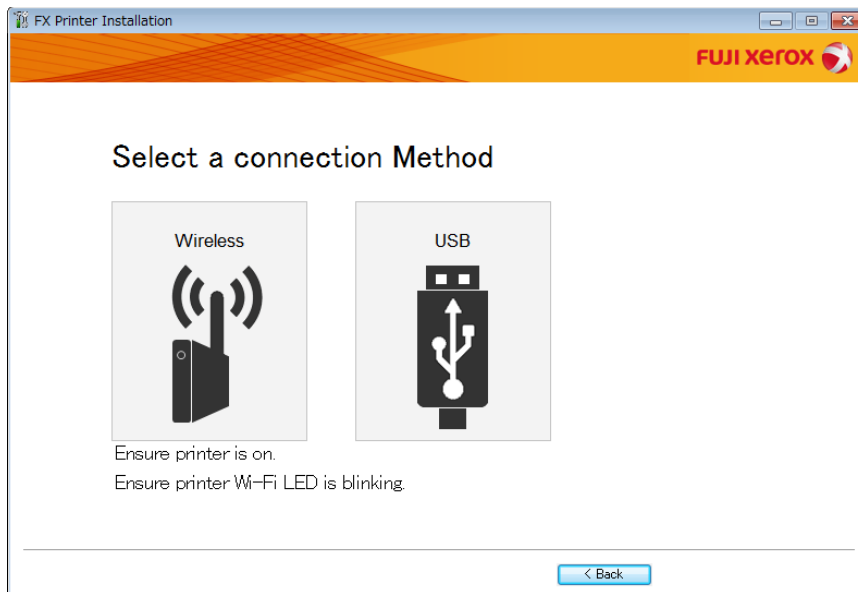 FX Printer Installation
FUJI xerox
Select a connection Method
Wireless
USB
Ensure printer is on.
Ensure printer Wi-Fi LED is blinking.
< Back